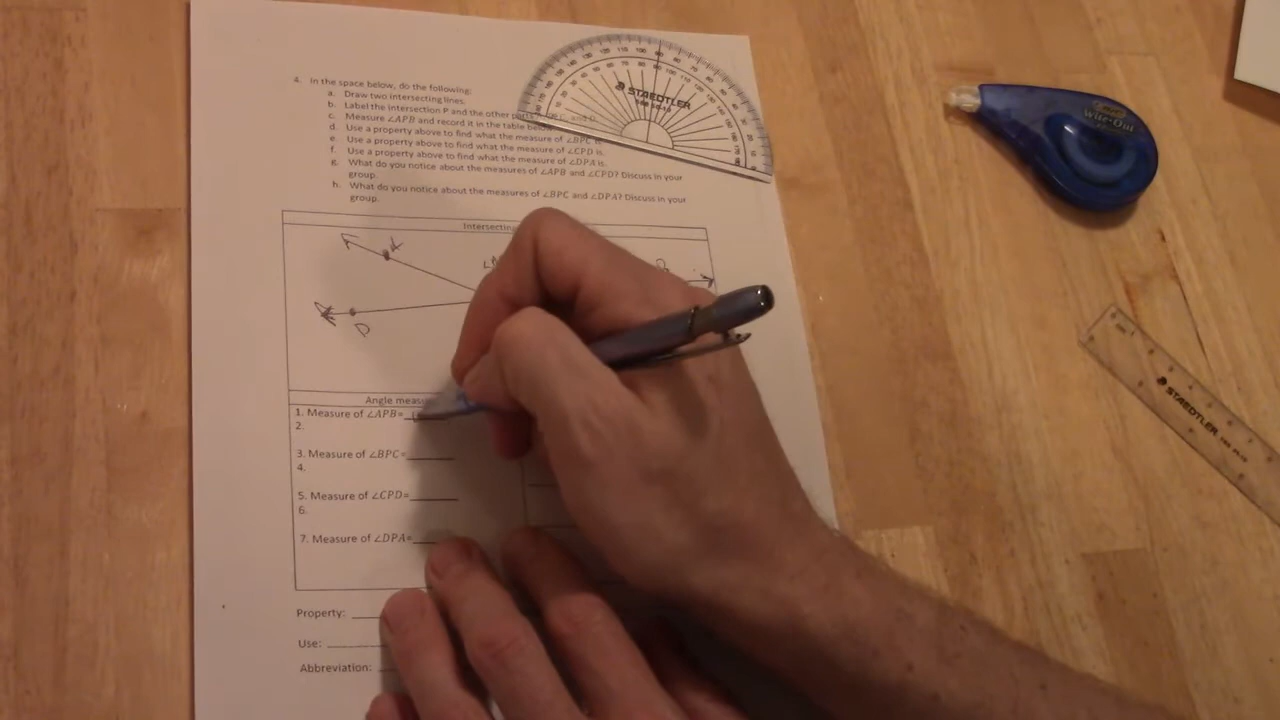 4. In the space below, do the following:
a. Draw two intersecting lines.
b. Label the intersection P and the other
c. Measure ∠APB and record it in the table below
d. Use a property above to find what the measure of ∠BPC is.
e. Use a property above to find what the measure of ∠CPD is.
f. Use a property above to find what the measure of ∠DPA is.
g. What do you notice about the measures of ∠APB and ∠CPD? Discuss in your
group.
h. What do you notice about the measures of ∠BPC and ∠DPA? Discuss in your
group.
STAEDTLER
Wite-Out
Intersecting
A
D
Angle
1. Measure of ∠APB=
2.
3. Measure of ∠BPC=
4.
5. Measure of ∠CPD=
6.
7. Measure of ∠DPA=
Property:
Use:
Abbreviation:
STAEDTLER